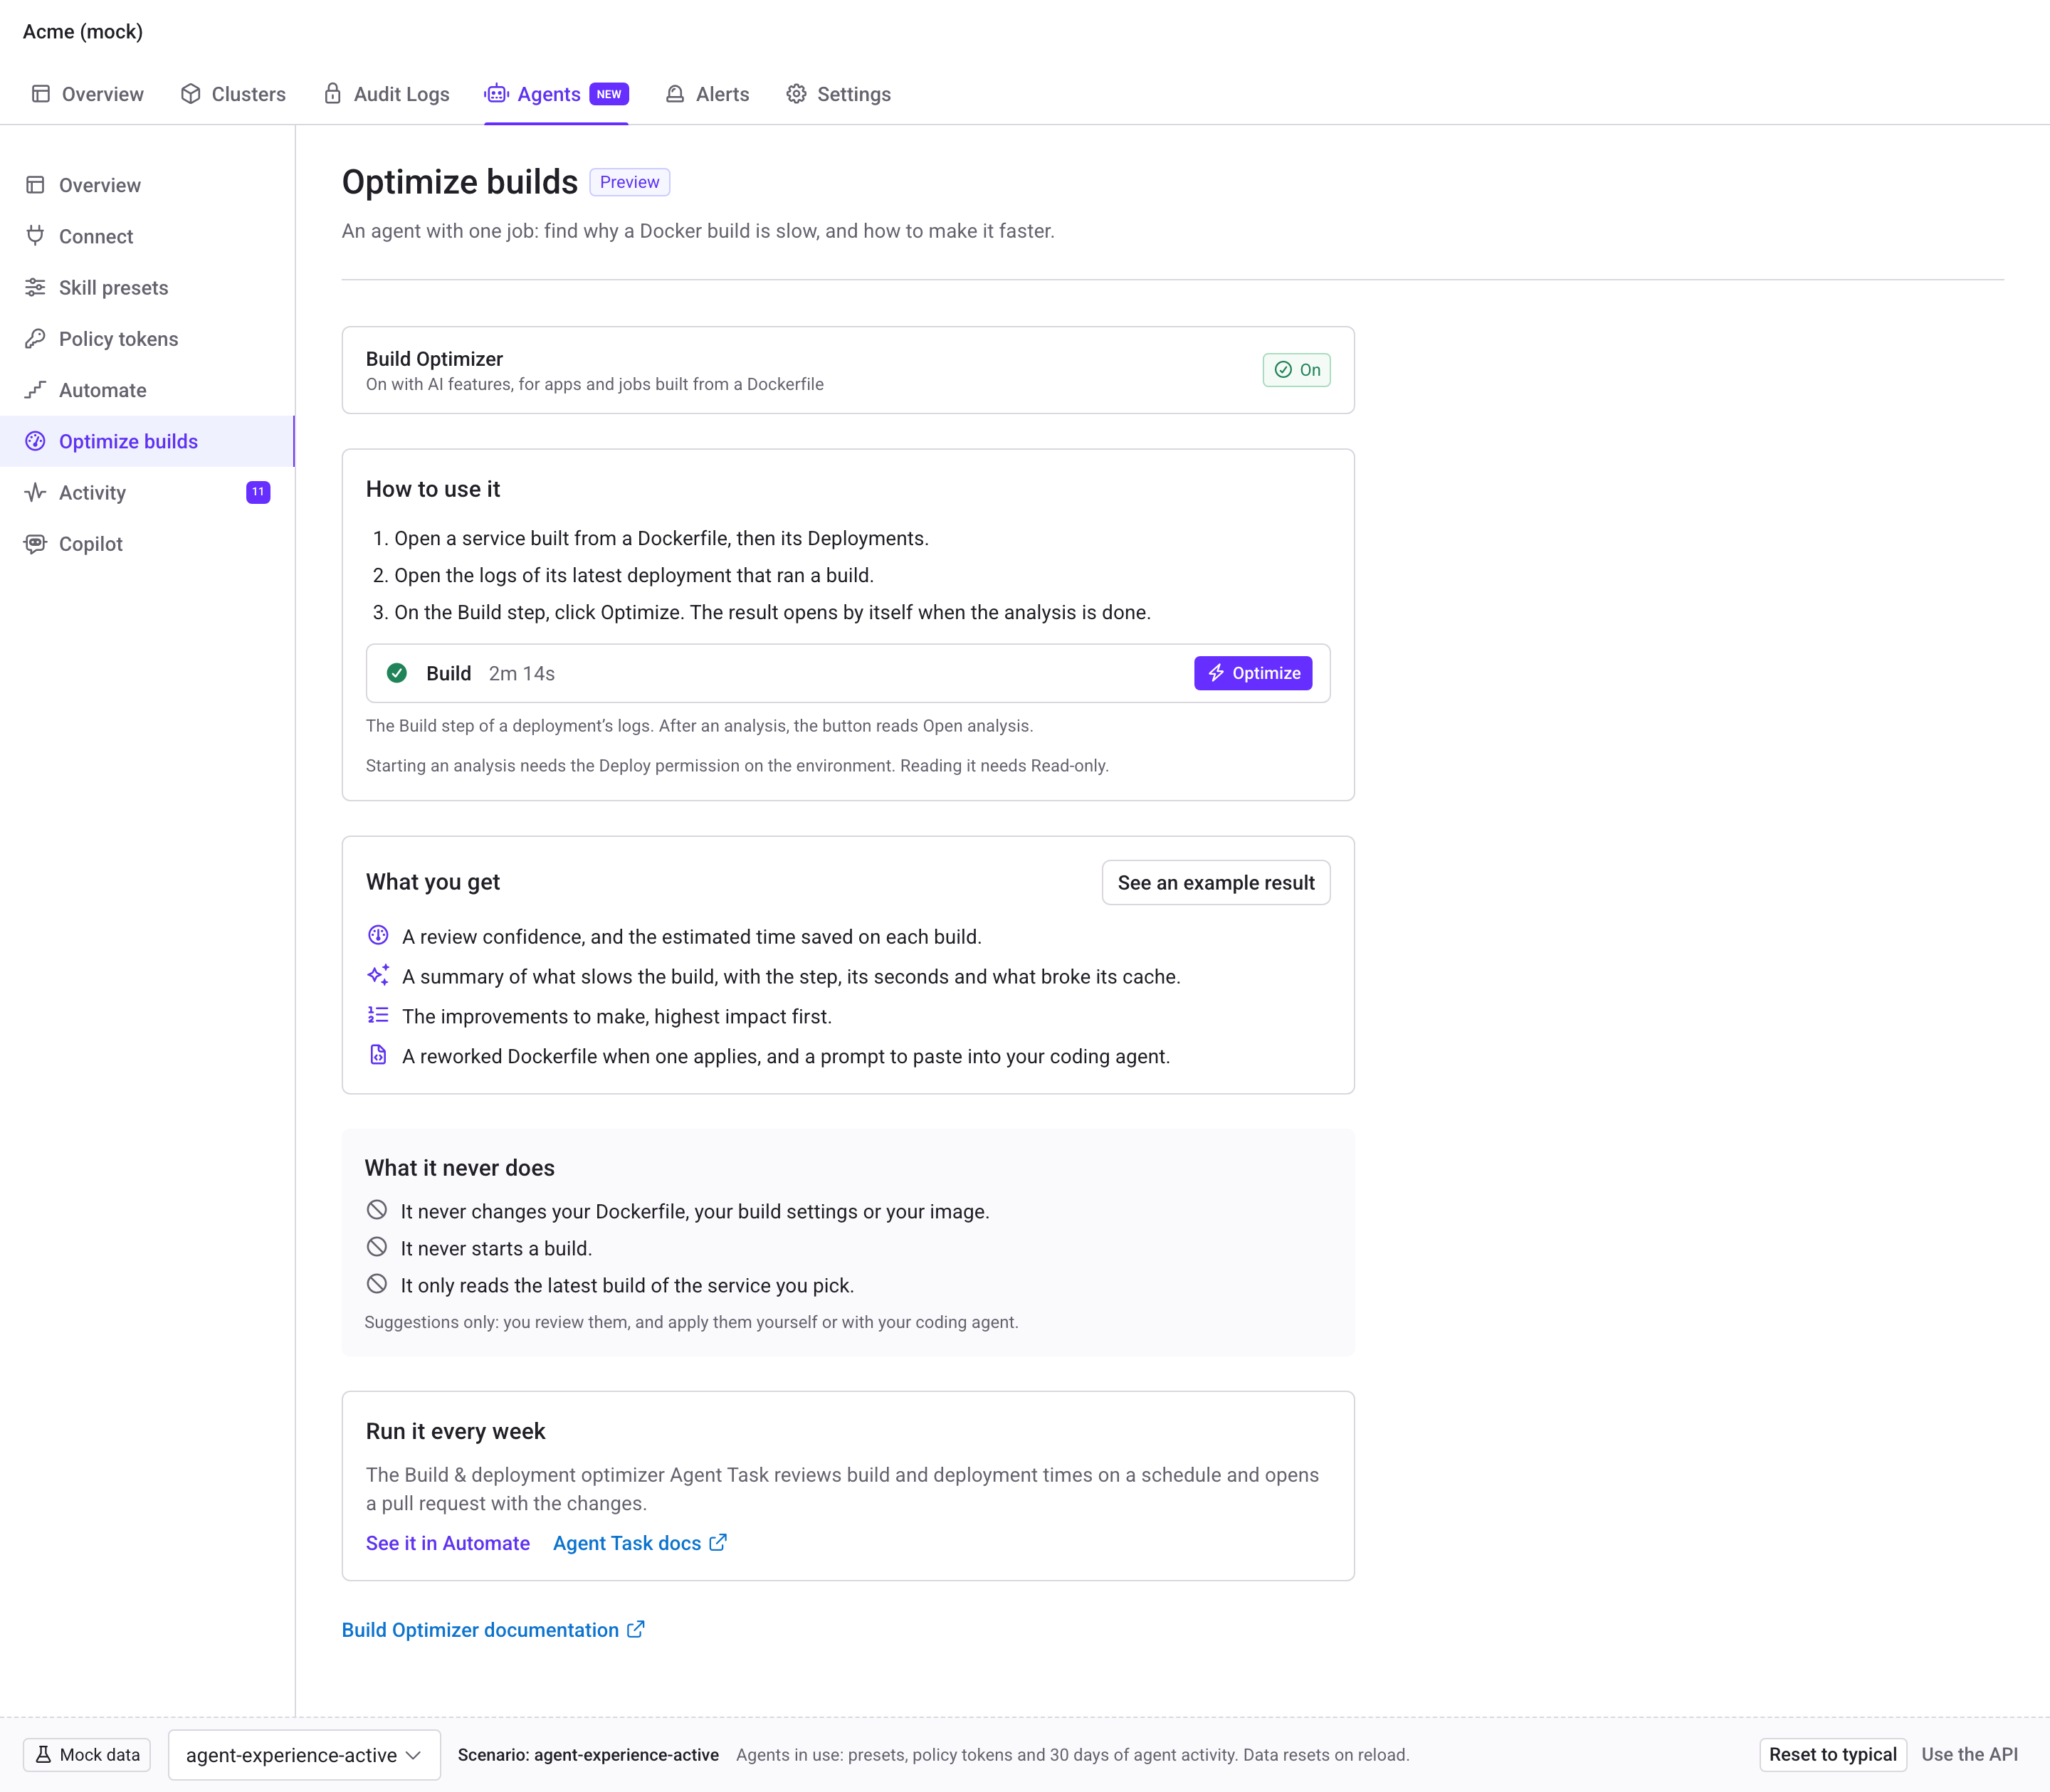 Acme (mock)
Overview
Clusters
Audit Logs
Agents NEW
Alerts
Settings
Overview
Connect
Skill presets
Policy tokens
Automate
Optimize builds
Activity 11
Copilot
Optimize builds Preview
An agent with one job: find why a Docker build is slow, and how to make it faster.
Build Optimizer
On with AI features, for apps and jobs built from a Dockerfile
On
How to use it
1. Open a service built from a Dockerfile, then its Deployments.
2. Open the logs of its latest deployment that ran a build.
3. On the Build step, click Optimize. The result opens by itself when the analysis is done.
Build 2m 14s
Optimize
The Build step of a deployment’s logs. After an analysis, the button reads Open analysis.
Starting an analysis needs the Deploy permission on the environment. Reading it needs Read-only.
What you get
See an example result
A review confidence, and the estimated time saved on each build.
A summary of what slows the build, with the step, its seconds and what broke its cache.
The improvements to make, highest impact first.
A reworked Dockerfile when one applies, and a prompt to paste into your coding agent.
What it never does
It never changes your Dockerfile, your build settings or your image.
It never starts a build.
It only reads the latest build of the service you pick.
Suggestions only: you review them, and apply them yourself or with your coding agent.
Run it every week
The Build & deployment optimizer Agent Task reviews build and deployment times on a schedule and opens
a pull request with the changes.
See it in Automate
Agent Task docs
Build Optimizer documentation
Mock data
agent-experience-active
Scenario: agent-experience-active
Agents in use: presets, policy tokens and 30 days of agent activity. Data resets on reload.
Reset to typical
Use the API